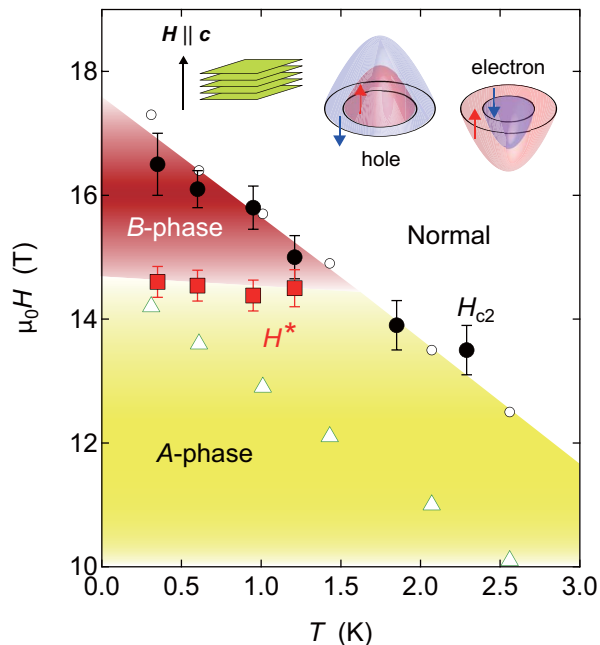 H || c
electron
hole
18
16
14
12
10
B-phase
Normal
H*
Hc2
A-phase
0.0 0.5 1.0 1.5 2.0 2.5 3.0
μ0H (T)
T (K)